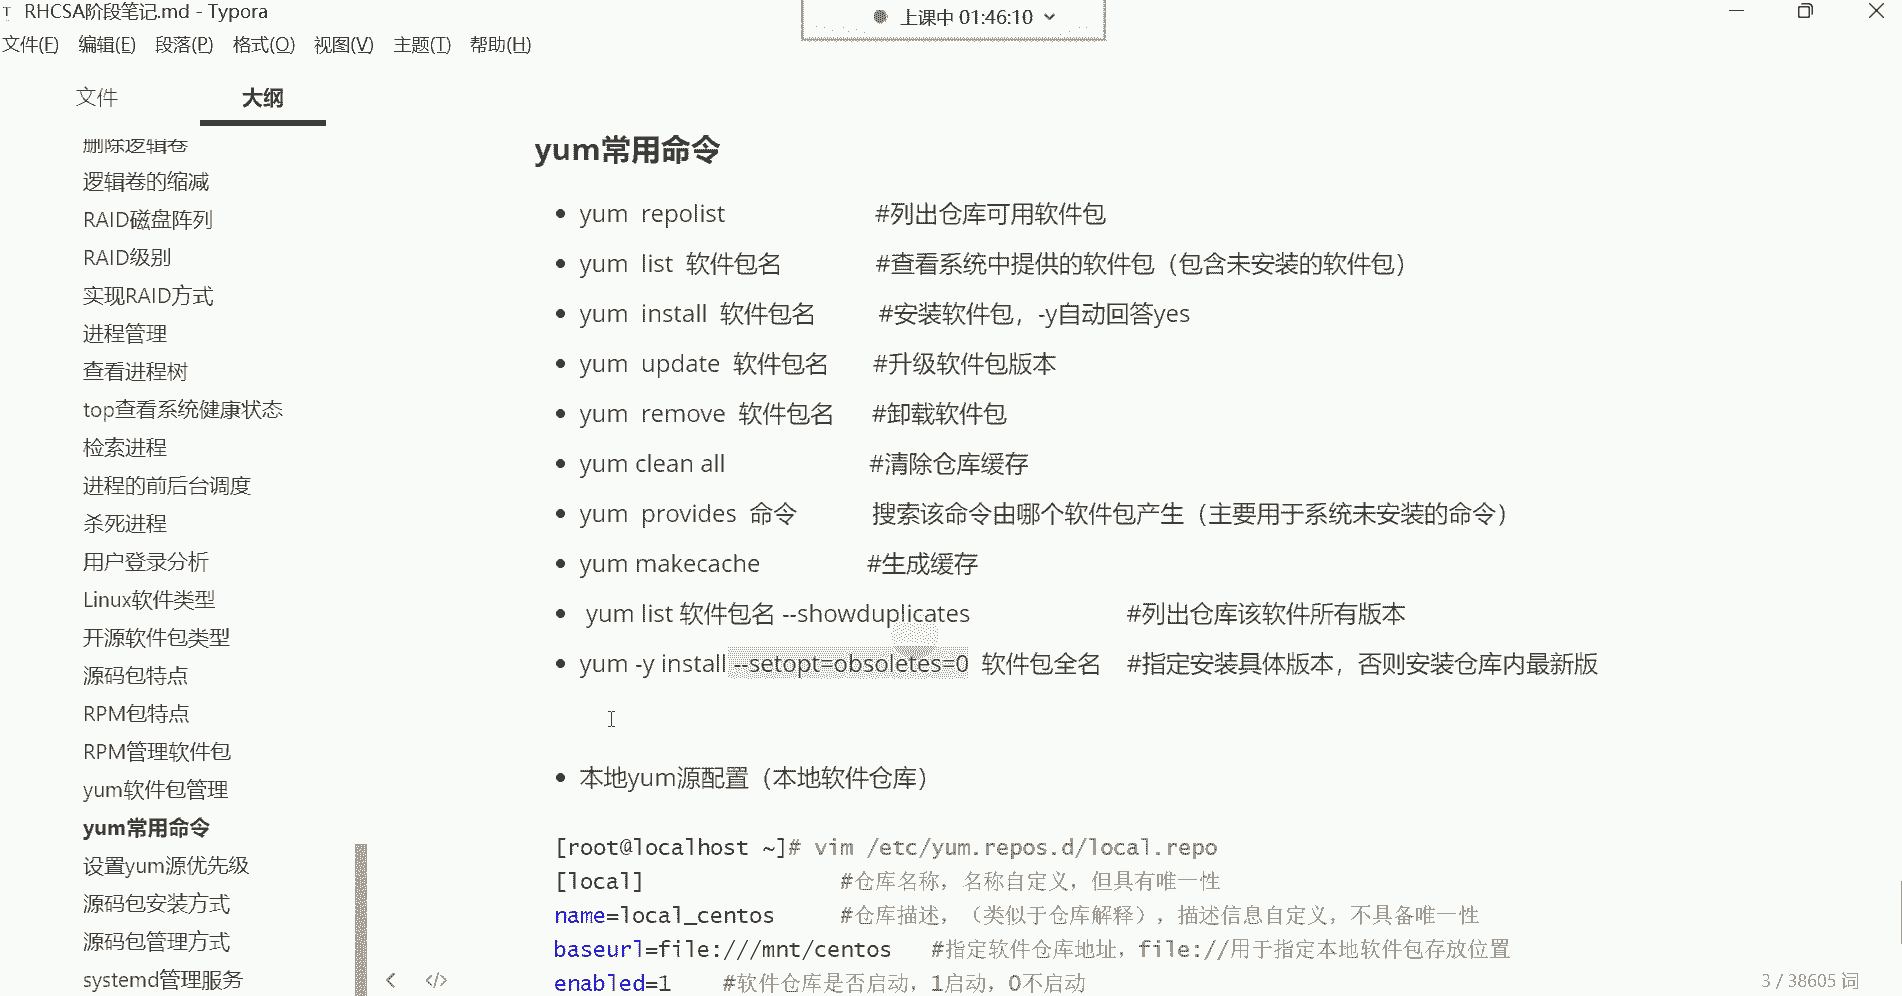 RHCSA阶段笔记.md - Typora
上课中 01:46:10
文件(F) 编辑(E) 段落(P) 格式(O) 视图(V) 主题(T) 帮助(H)
文件 大纲
删除逻辑卷
逻辑卷的缩减
RAID磁盘阵列
RAID级别
实现RAID方式
进程管理
查看进程树
top查看系统健康状态
检索进程
进程的前后台调度
杀死进程
用户登录分析
Linux软件类型
开源软件包类型
源码包特点
RPM包特点
RPM管理软件包
yum软件包管理
yum常用命令
设置yum源优先级
源码包安装方式
源码包管理方式
systemd管理服务
yum常用命令
• yum repolist #列出仓库可用软件包
• yum list 软件包名 #查看系统中提供的软件包（包含未安装的软件包）
• yum install 软件包名 #安装软件包，-y自动回答yes
• yum update 软件包名 #升级软件包版本
• yum remove 软件包名 #卸载软件包
• yum clean all #清除仓库缓存
• yum provides 命令 搜索该命令由哪个软件包产生（主要用于系统未安装的命令）
• yum makecache #生成缓存
• yum list 软件包名 --showduplicates #列出仓库该软件所有版本
• yum -y install --setopt=obsoletes=0 软件包全名 #指定安装具体版本，否则安装仓库内最新版
• 本地yum源配置（本地软件仓库）
[root@localhost ~]# vim /etc/yum.repos.d/local.repo
[local] #仓库名称，名称自定义，但具有唯一性
name=local_centos #仓库描述，（类似于仓库解释），描述信息自定义，不具备唯一性
baseurl=file:///mnt/centos #指定软件仓库地址，file://用于指定本地软件包存放位置
enabled=1 #软件仓库是否启动，1启动，0不启动
3 / 38605 词